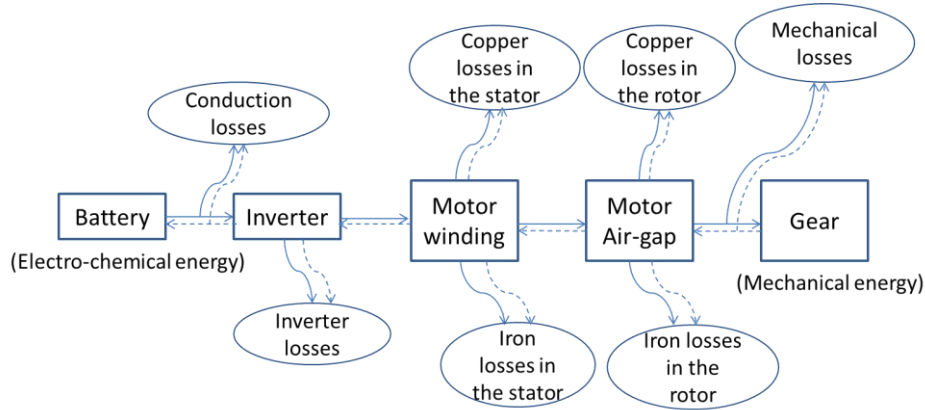 Copper
losses in
the stator
Copper
losses in
the rotor
Mechanical
losses
Conduction
losses
Battery
Inverter
Motor
winding
Motor
Air-gap
Gear
(Electro-chemical energy)
(Mechanical energy)
Inverter
losses
Iron
losses in
the stator
Iron losses
in the
rotor